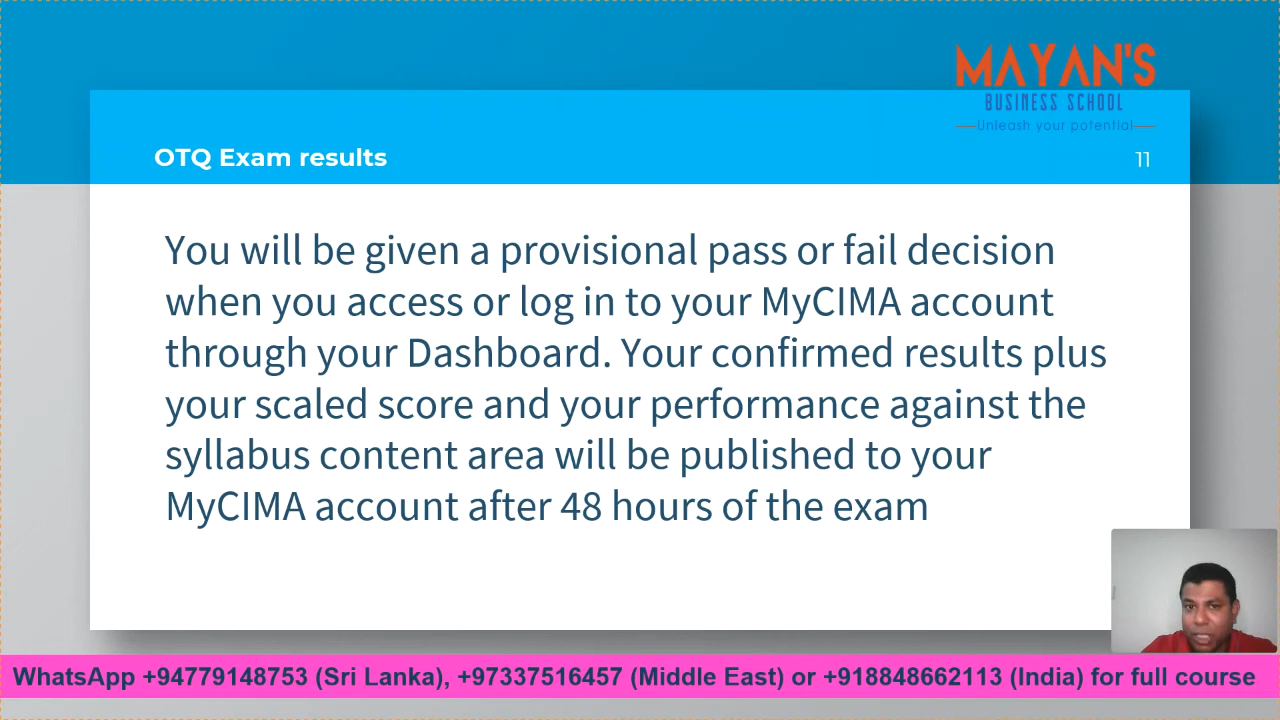 MAYAN'S
BUSINESS SCHOOL
Unleash your potential
OTQ Exam results
11
You will be given a provisional pass or fail decision
when you access or log in to your MyCIMA account
through your Dashboard. Your confirmed results plus
your scaled score and your performance against the
syllabus content area will be published to your
MyCIMA account after 48 hours of the exam
WhatsApp +94779148753 (Sri Lanka), +97337516457 (Middle East) or +918848662113 (India) for full course